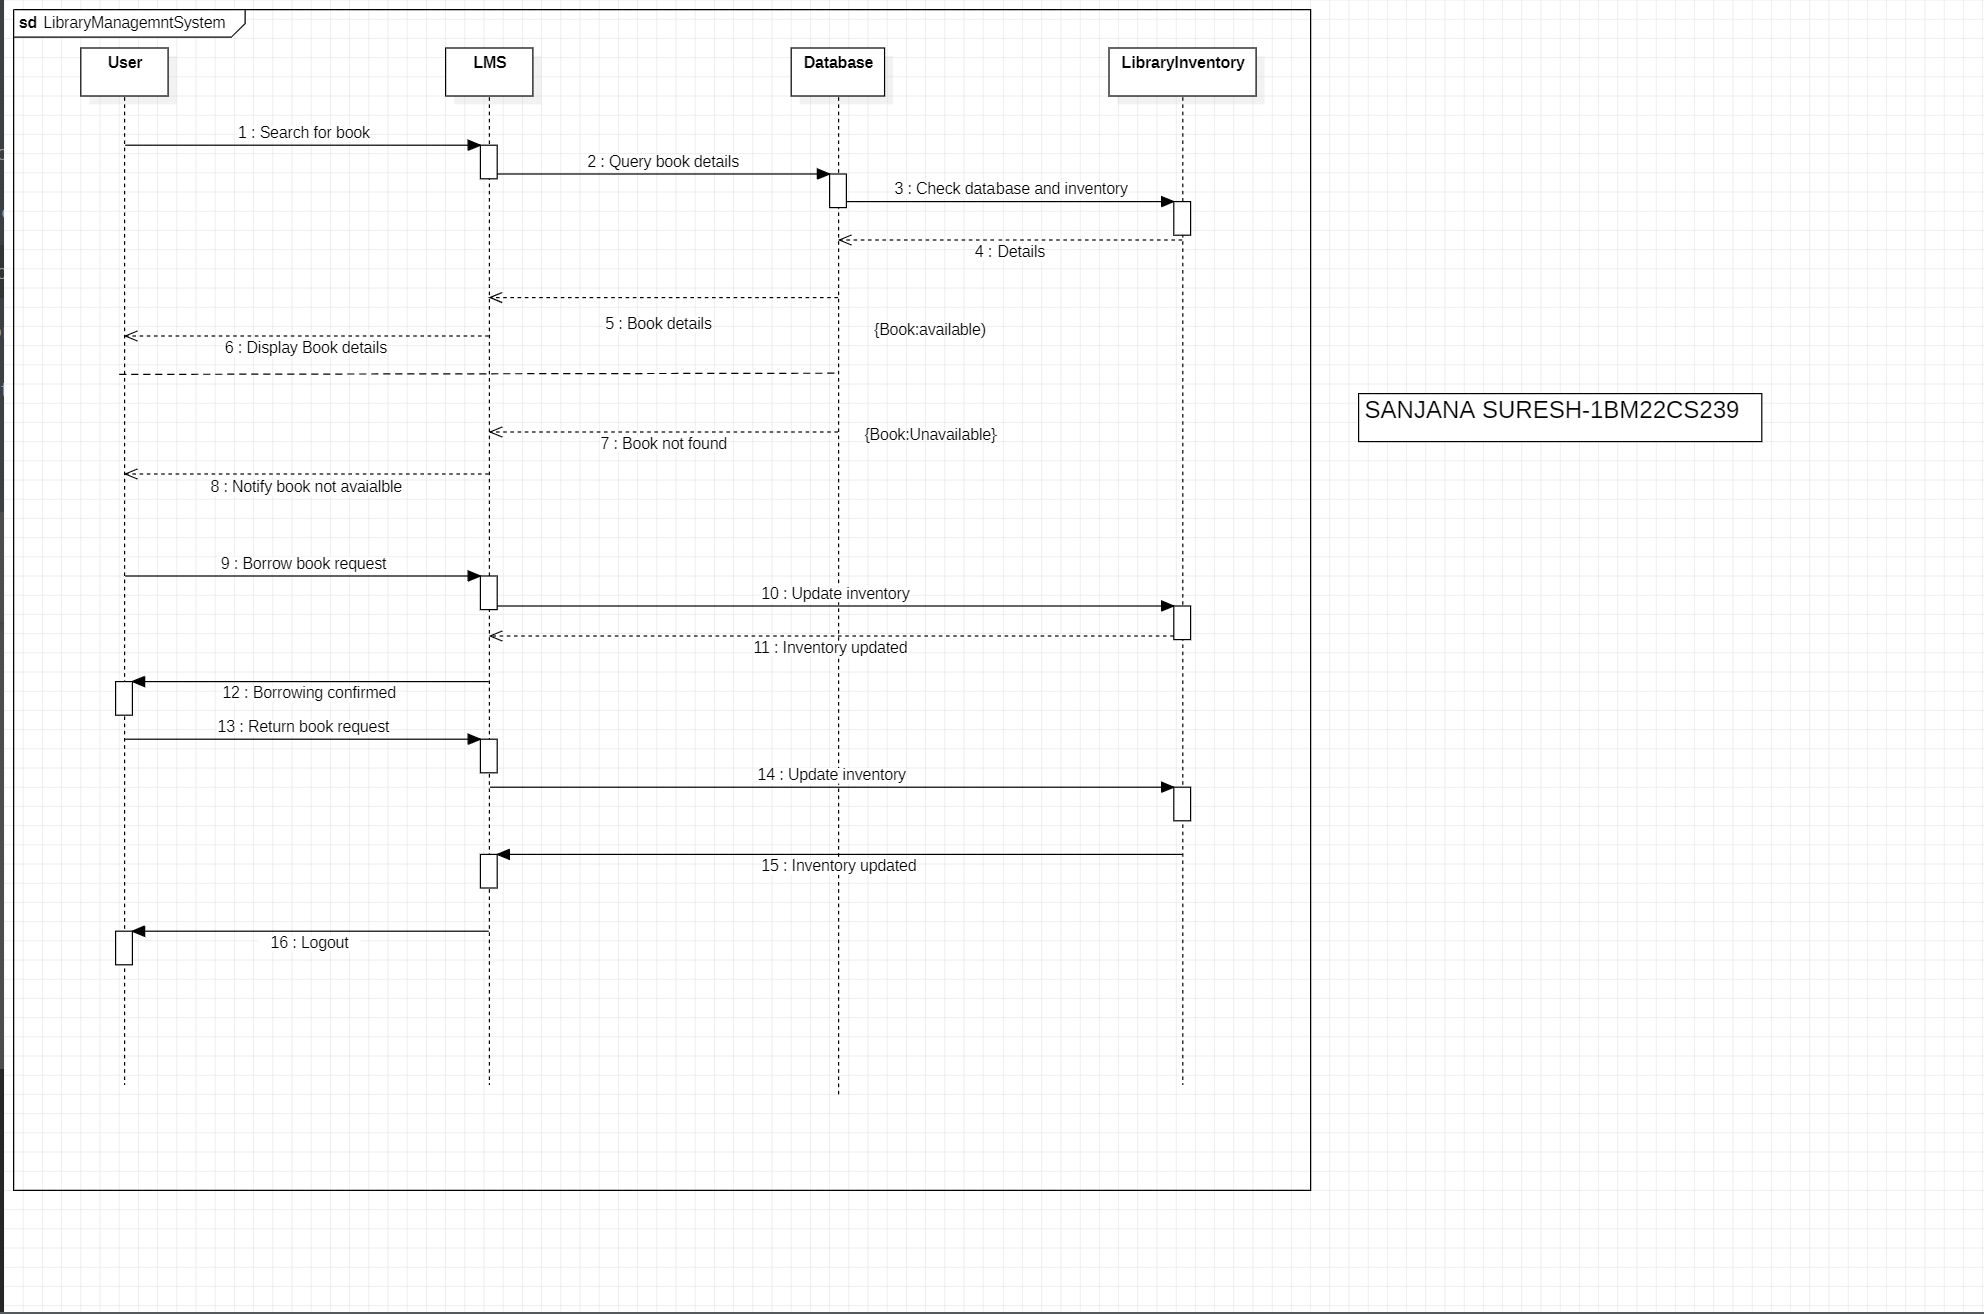 sd LibraryManagemntSystem
User
LMS
Database
LibraryInventory
1 : Search for book
2 : Query book details
3 : Check database and inventory
4 : Details
5 : Book details
{Book:available)
6 : Display Book details
SANJANA SURESH-1BM22CS239
7 : Book not found
{Book:Unavailable}
8 : Notify book not avaialble
9 : Borrow book request
10 : Update inventory
11 : Inventory updated
12 : Borrowing confirmed
13 : Return book request
14 : Update inventory
15 : Inventory updated
16 : Logout